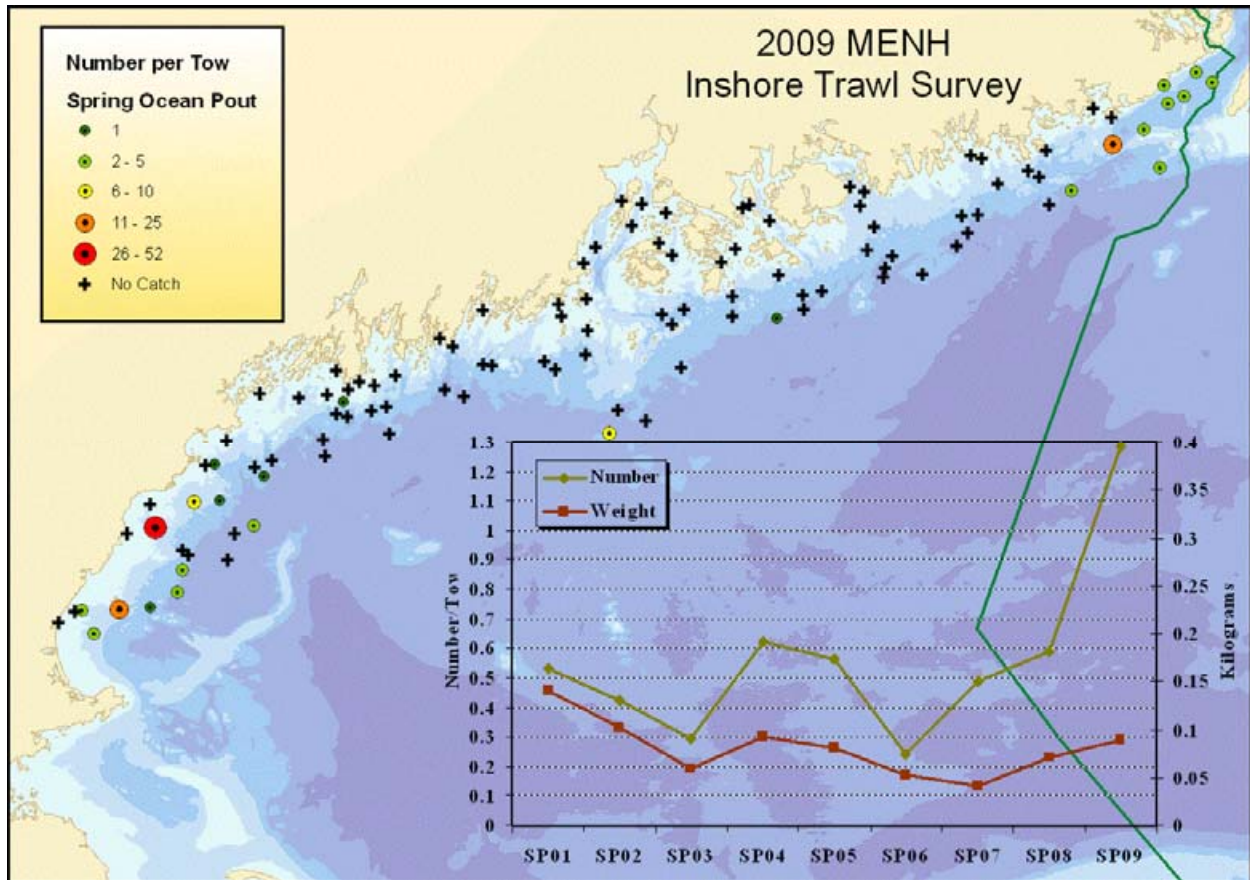 2009 MENH
Inshore Trawl Survey
Number per Tow
Spring Ocean Pout
1
2 - 5
6 - 10
11 - 25
26 - 52
No Catch
Number
Weight
Number/Tow
1.3
1.2
1.1
1
0.9
0.8
0.7
0.6
0.5
0.4
0.3
0.2
0.1
0
Kilograms
0.4
0.35
0.3
0.25
0.2
0.15
0.1
0.05
0
SP01 SP02 SP03 SP04 SP05 SP06 SP07 SP08 SP09